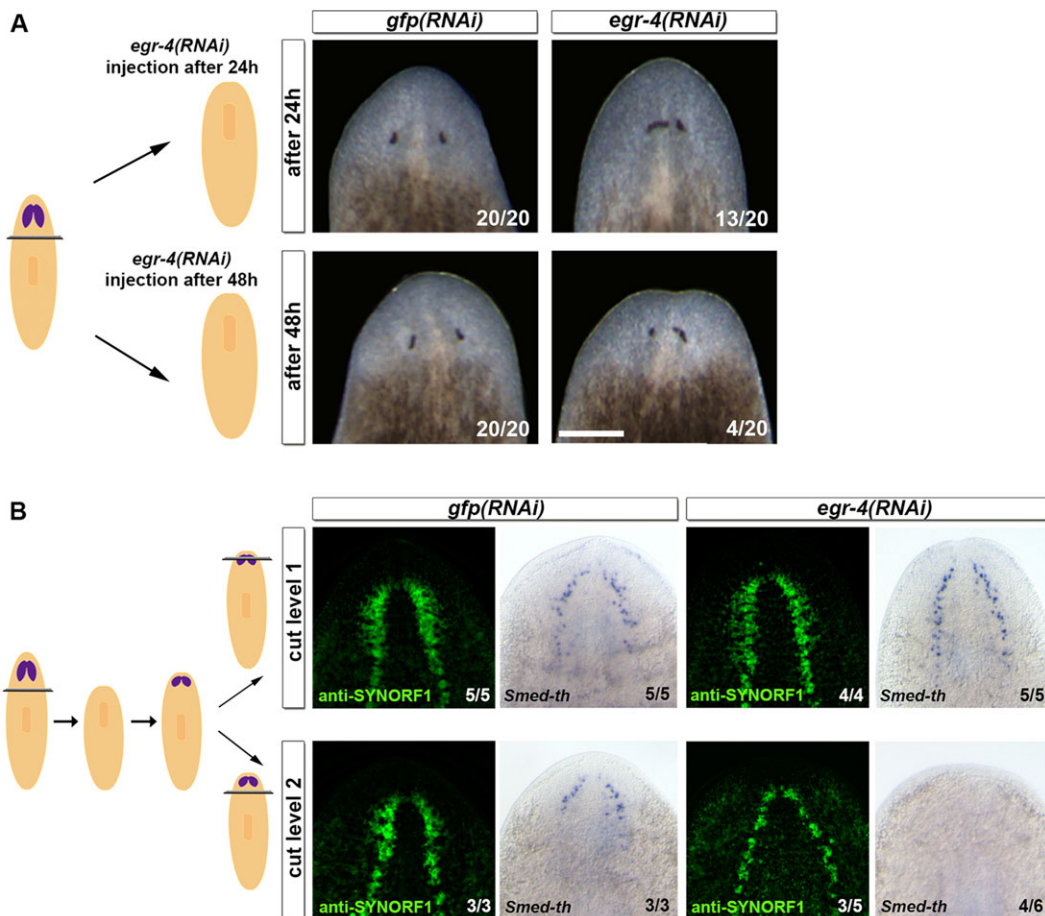 A
egr-4(RNAi)
injection after 24h
egr-4(RNAi)
injection after 48h
gfp(RNAi)
egr-4(RNAi)
after 24h
20/20
13/20
after 48h
20/20
4/20
B
gfp(RNAi)
egr-4(RNAi)
cut level 1
anti-SYNORF1 5/5
Smed-th 5/5
anti-SYNORF1 4/4
Smed-th 5/5
cut level 2
anti-SYNORF1 3/3
Smed-th 3/3
anti-SYNORF1 3/5
Smed-th 4/6